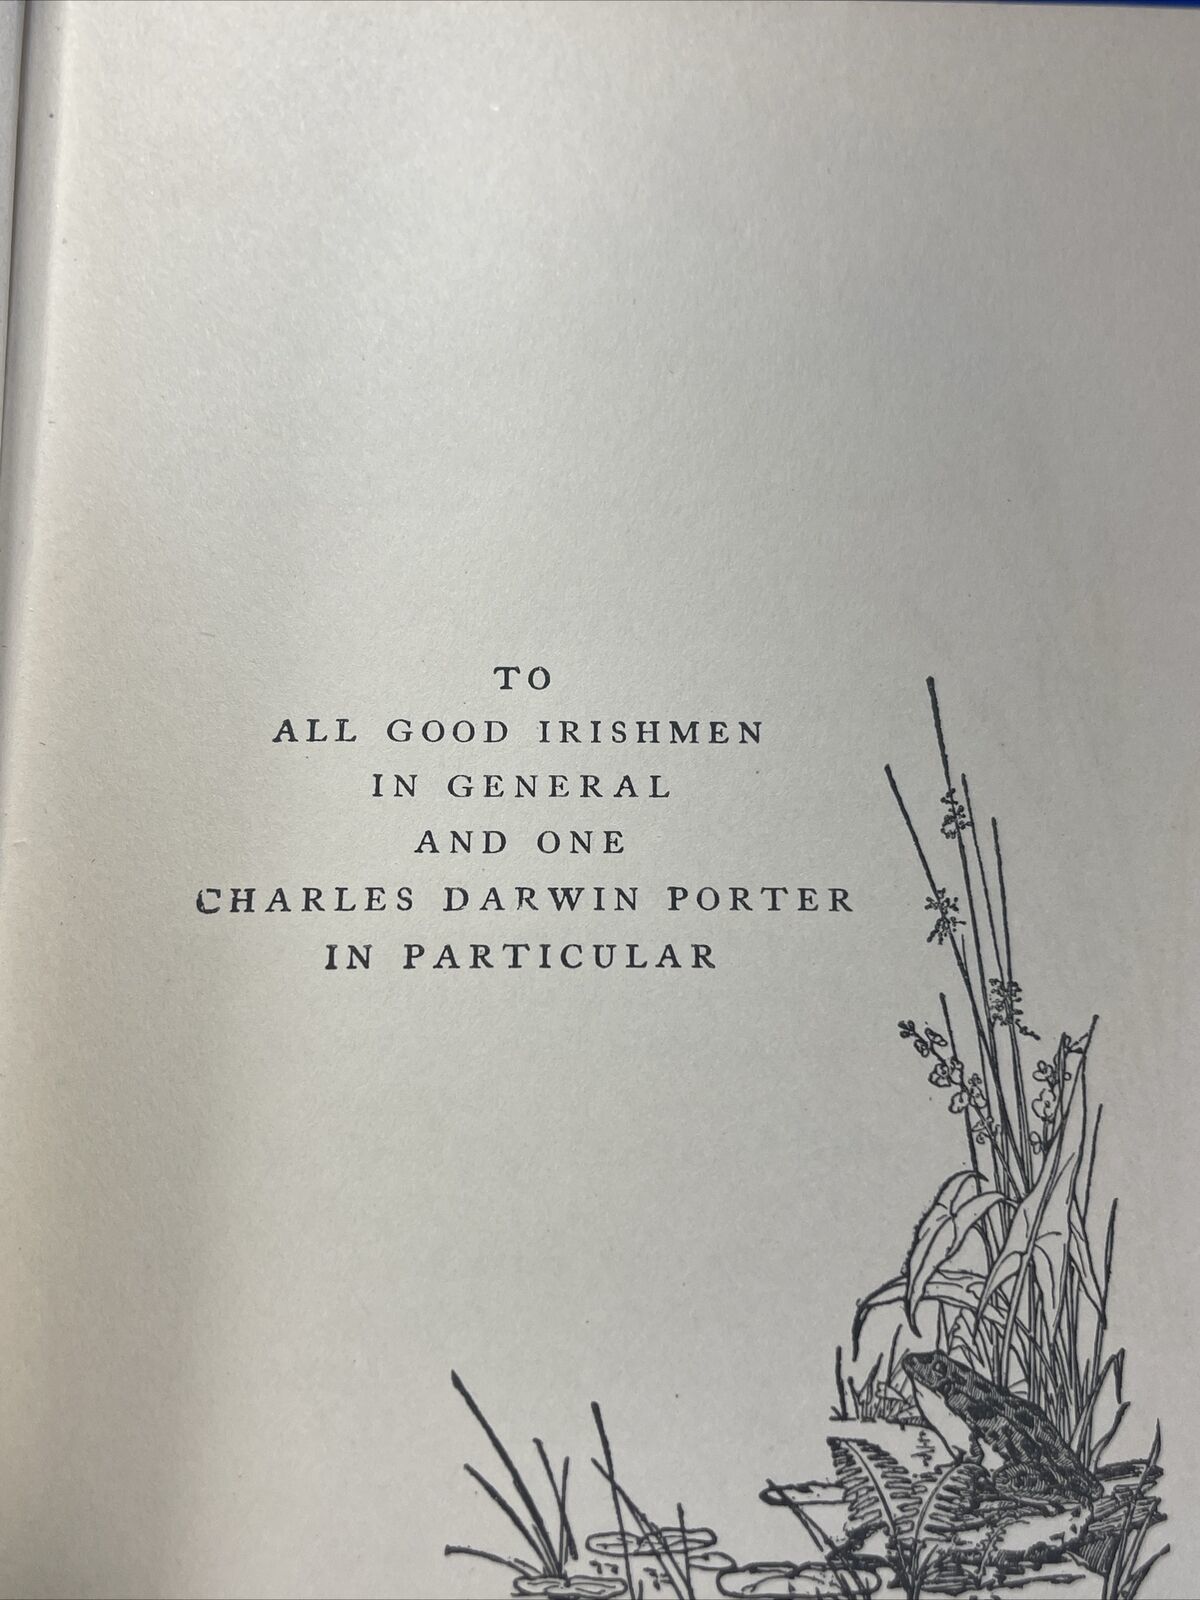 TO
ALL GOOD IRISHMEN
IN GENERAL
AND ONE
CHARLES DARWIN PORTER
IN PARTICULAR